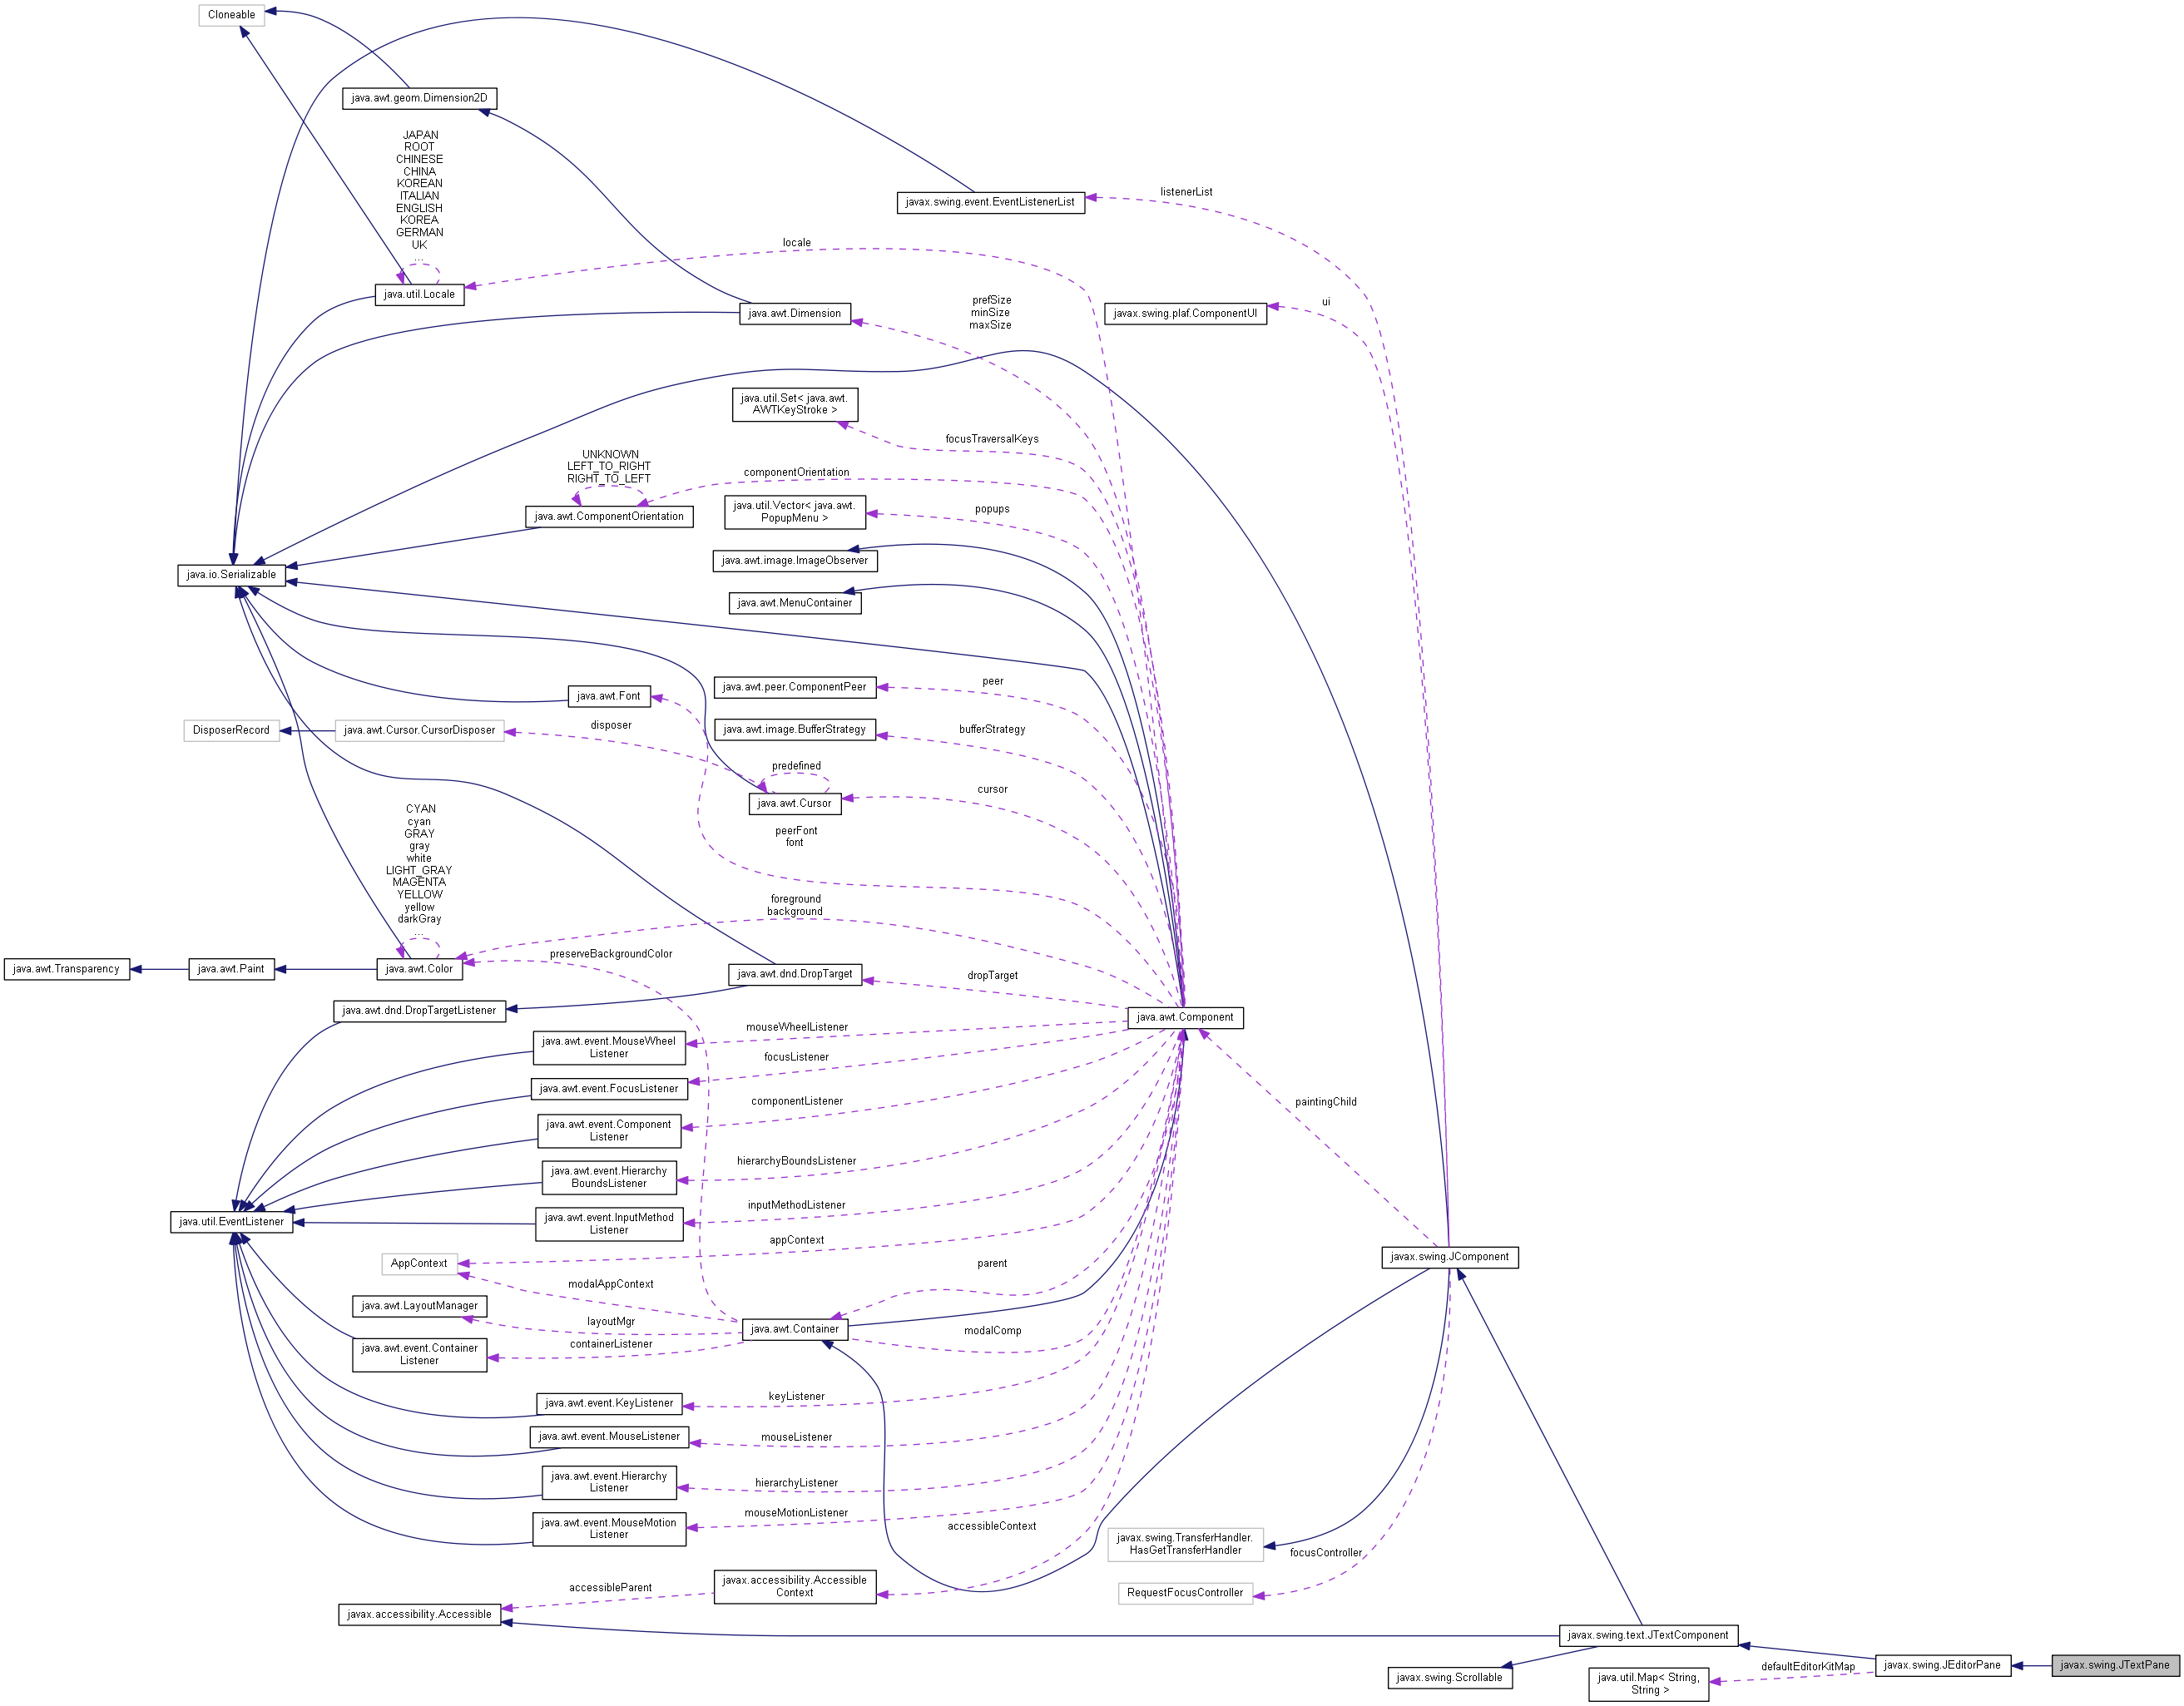 Cloneable
java.awt.geom.Dimension2D
JAPAN
ROOT
CHINESE
CHINA
KOREAN
ITALIAN
ENGLISH
KOREA
GERMAN
UK
...
javax.swing.event.EventListenerList
listenerList
locale
java.util.Locale
java.awt.Dimension
prefSize
minSize
maxSize
javax.swing.plaf.ComponentUI
ui
java.util.Set< java.awt.
AWTKeyStroke >
focusTraversalKeys
UNKNOWN
LEFT_TO_RIGHT
RIGHT_TO_LEFT
componentOrientation
java.awt.ComponentOrientation
java.util.Vector< java.awt.
PopupMenu >
popups
java.awt.image.ImageObserver
java.io.Serializable
java.awt.MenuContainer
java.awt.Font
java.awt.peer.ComponentPeer
peer
DisposerRecord
java.awt.Cursor.CursorDisposer
disposer
java.awt.image.BufferStrategy
bufferStrategy
predefined
java.awt.Cursor
cursor
peerFont
font
CYAN
cyan
GRAY
gray
white
LIGHT_GRAY
MAGENTA
YELLOW
yellow
darkGray
...
foreground
background
java.awt.Transparency
java.awt.Paint
java.awt.Color
preserveBackgroundColor
java.awt.dnd.DropTarget
dropTarget
java.awt.dnd.DropTargetListener
java.awt.Component
java.awt.event.MouseWheel
Listener
mouseWheelListener
java.awt.event.FocusListener
focusListener
java.awt.event.Component
Listener
componentListener
paintingChild
java.awt.event.Hierarchy
BoundsListener
hierarchyBoundsListener
java.util.EventListener
java.awt.event.InputMethod
Listener
inputMethodListener
AppContext
appContext
parent
javax.swing.JComponent
modalAppContext
java.awt.LayoutManager
layoutMgr
java.awt.Container
modalComp
java.awt.event.Container
Listener
containerListener
java.awt.event.KeyListener
keyListener
java.awt.event.MouseListener
mouseListener
java.awt.event.Hierarchy
Listener
hierarchyListener
java.awt.event.MouseMotion
Listener
mouseMotionListener
accessibleContext
javax.swing.TransferHandler.
HasGetTransferHandler
focusController
javax.accessibility.Accessible
Context
accessibleParent
RequestFocusController
javax.accessibility.Accessible
javax.swing.text.JTextComponent
javax.swing.Scrollable
java.util.Map< String,
String >
defaultEditorKitMap
javax.swing.JEditorPane
javax.swing.JTextPane